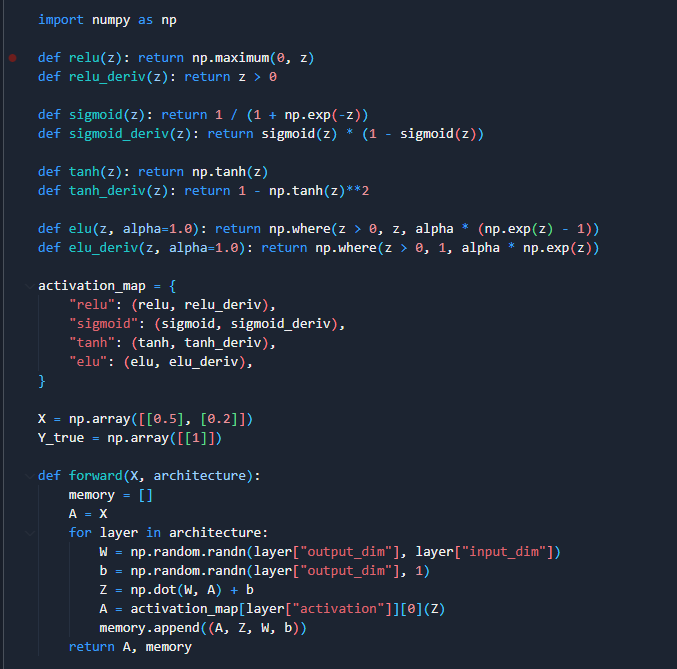 import numpy as np
def relu(z): return np.maximum(0, z)
def relu_deriv(z): return z > 0
def sigmoid(z): return 1 / (1 + np.exp(-z))
def sigmoid_deriv(z): return sigmoid(z) * (1 - sigmoid(z))
def tanh(z): return np.tanh(z)
def tanh_deriv(z): return 1 - np.tanh(z)**2
def elu(z, alpha=1.0): return np.where(z > 0, z, alpha * (np.exp(z) - 1))
def elu_deriv(z, alpha=1.0): return np.where(z > 0, 1, alpha * np.exp(z))
activation_map = {
    "relu": (relu, relu_deriv),
    "sigmoid": (sigmoid, sigmoid_deriv),
    "tanh": (tanh, tanh_deriv),
    "elu": (elu, elu_deriv),
}
X = np.array([[0.5], [0.2]])
Y_true = np.array([[1]])
def forward(X, architecture):
    memory = []
    A = X
    for layer in architecture:
        W = np.random.randn(layer["output_dim"], layer["input_dim"])
        b = np.random.randn(layer["output_dim"], 1)
        Z = np.dot(W, A) + b
        A = activation_map[layer["activation"]][0](Z)
        memory.append((A, Z, W, b))
    return A, memory